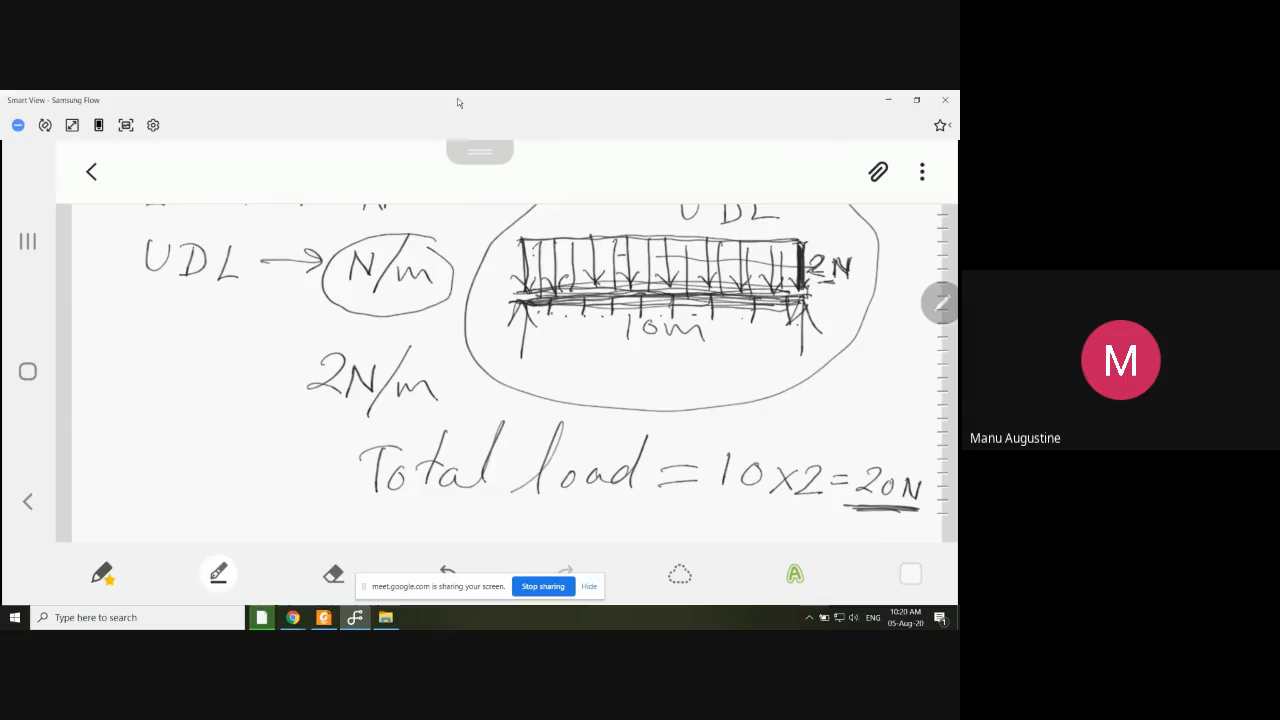 Smart View - Samsung Flow
UDL
UDL → N/m
2N
10m
2N/m
Total load = 10×2 = 20N
meet.google.com is sharing your screen. Stop sharing Hide
Type here to search
ENG
10:20 AM
05-Aug-20
1
M
Manu Augustine